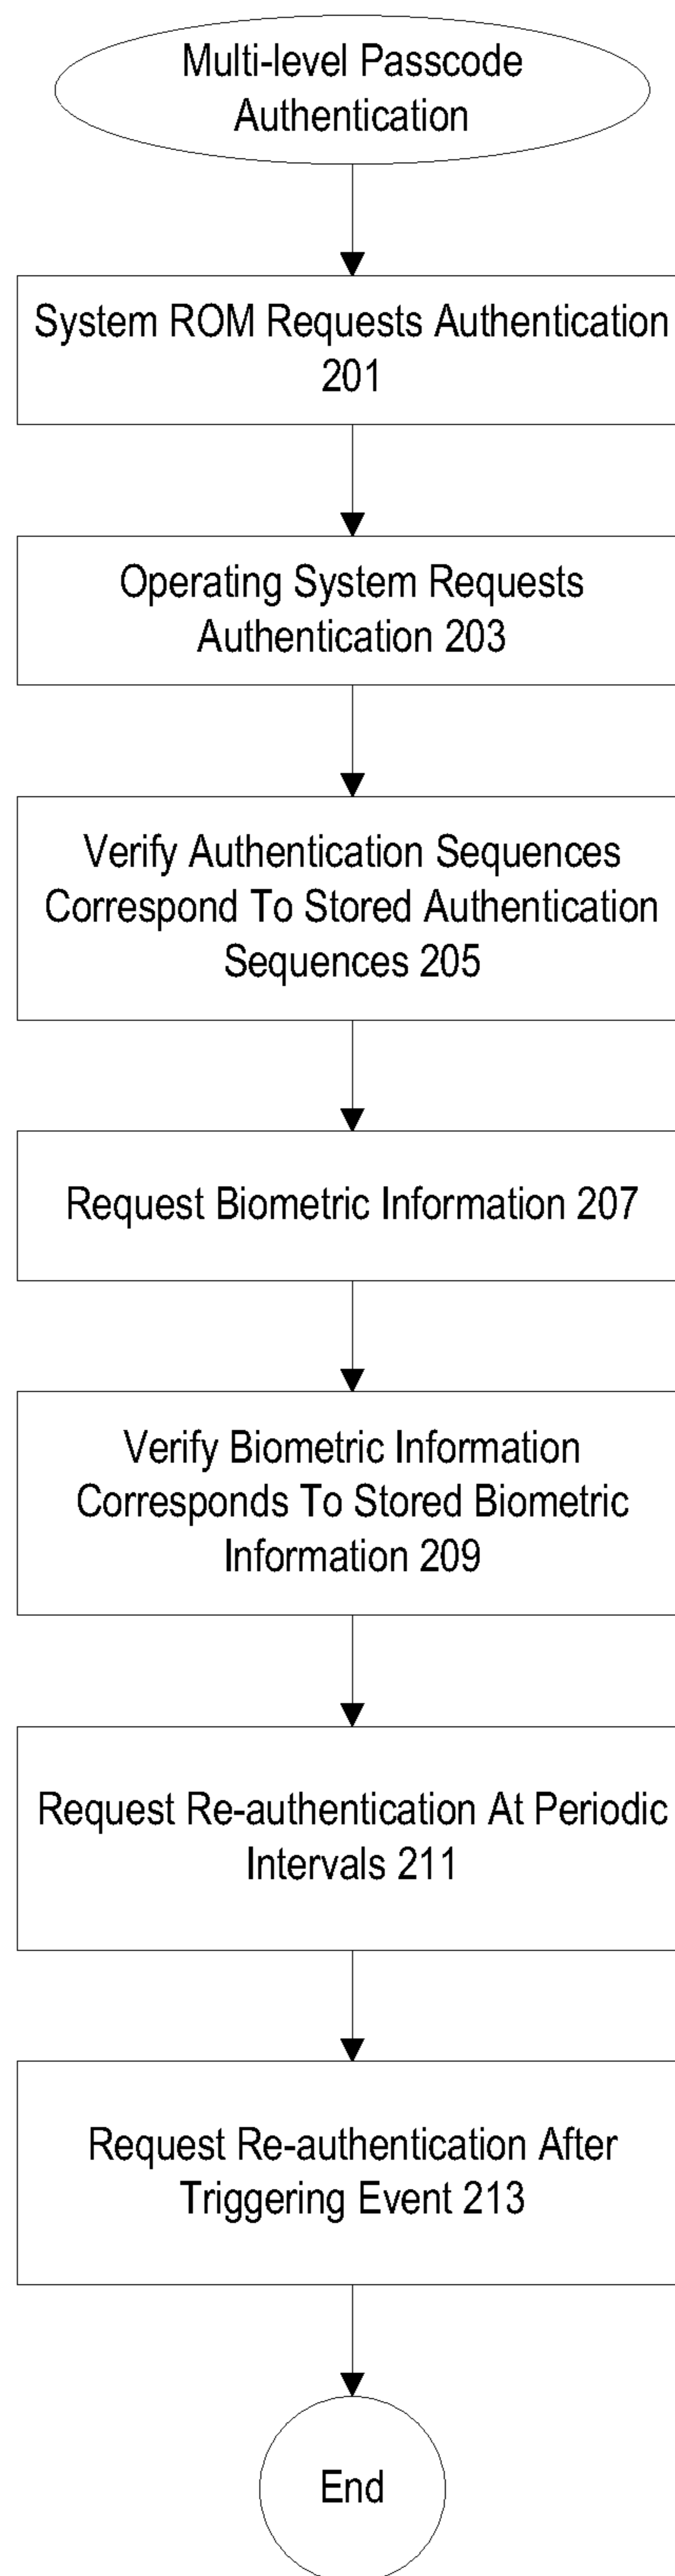 Multi-level Passcode
Authentication
System ROM Requests Authentication
201
Operating System Requests
Authentication 203
Verify Authentication Sequences
Correspond To Stored Authentication
Sequences 205
Request Biometric Information 207
Verify Biometric Information
Corresponds To Stored Biometric
Information 209
Request Re-authentication At Periodic
Intervals 211
Request Re-authentication After
Triggering Event 213
End